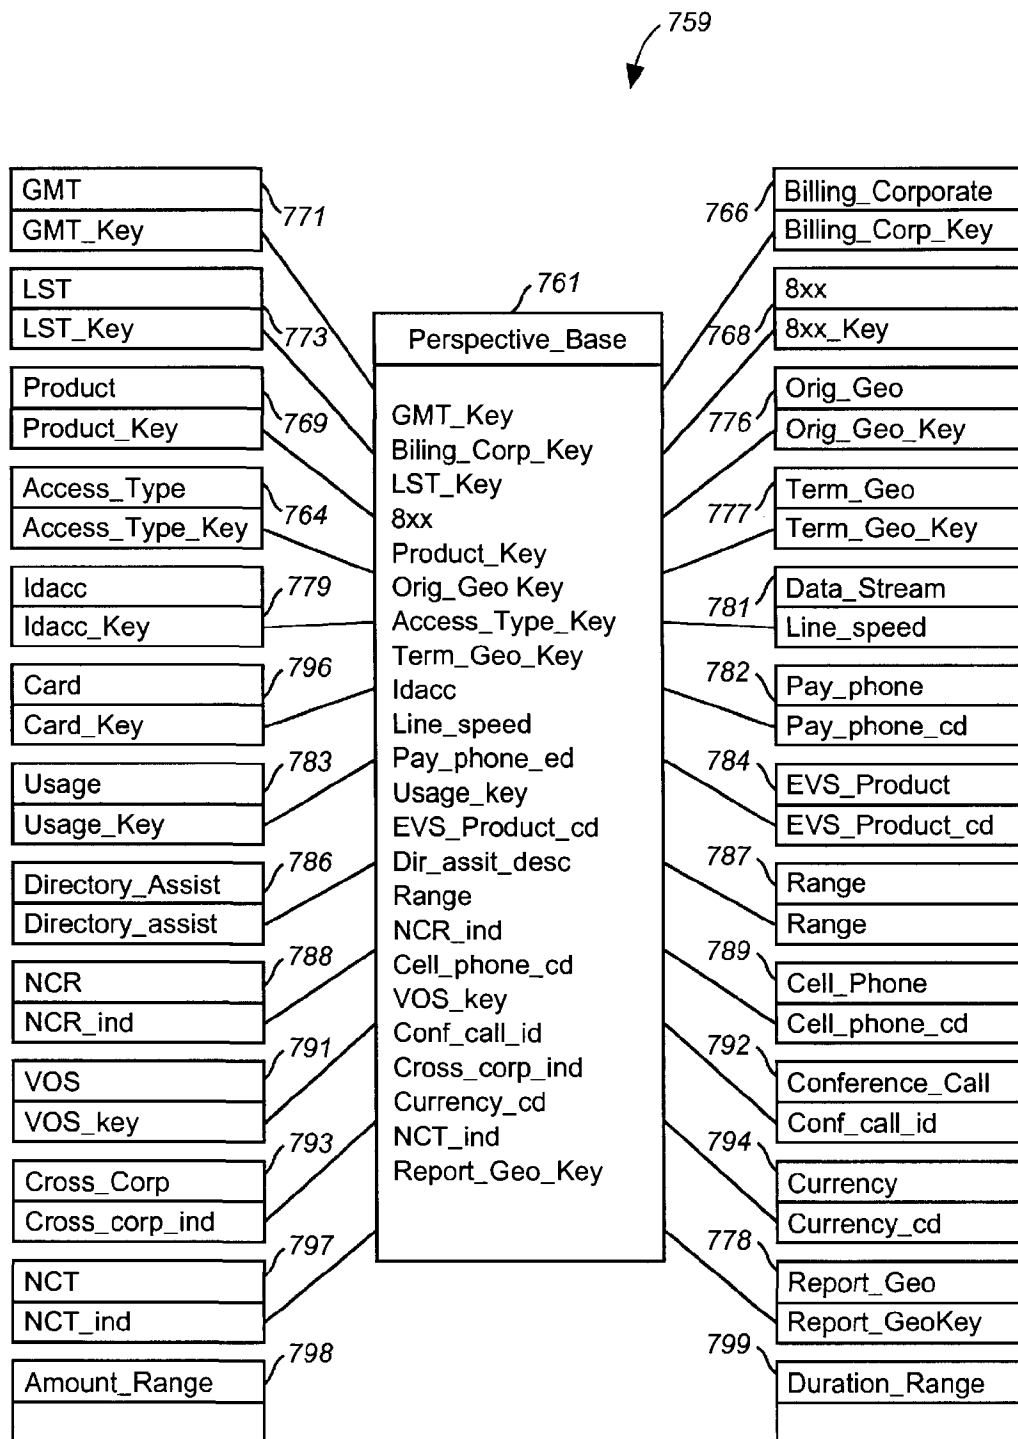 759
GMT
GMT_Key
771
LST
LST_Key
773
Product
Product_Key
769
Access_Type
Access_Type_Key
764
Idacc
Idacc_Key
779
Card
Card_Key
796
Usage
Usage_Key
783
Directory_Assist
Directory_assist
786
NCR
NCR_ind
788
VOS
VOS_key
791
Cross_Corp
Cross_corp_ind
793
NCT
NCT_ind
797
Amount_Range
798
761
Perspective_Base
GMT_Key
Biling_Corp_Key
LST_Key
8xx
Product_Key
Orig_Geo Key
Access_Type_Key
Term_Geo_Key
Idacc
Line_speed
Pay_phone_ed
Usage_key
EVS_Product_cd
Dir_assit_desc
Range
NCR_ind
Cell_phone_cd
VOS_key
Conf_call_id
Cross_corp_ind
Currency_cd
NCT_ind
Report_Geo_Key
766
Billing_Corporate
Billing_Corp_Key
768
8xx
8xx_Key
776
Orig_Geo
Orig_Geo_Key
777
Term_Geo
Term_Geo_Key
781
Data_Stream
Line_speed
782
Pay_phone
Pay_phone_cd
784
EVS_Product
EVS_Product_cd
787
Range
Range
789
Cell_Phone
Cell_phone_cd
792
Conference_Call
Conf_call_id
794
Currency
Currency_cd
778
Report_Geo
Report_GeoKey
799
Duration_Range